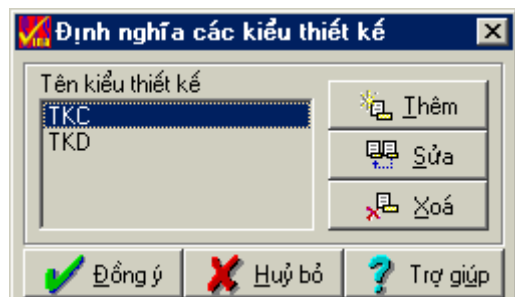 Định nghĩa các kiểu thiết kế
Tên kiểu thiết kế
TKC
TKD
Thêm
Sửa
Xoá
Đồng ý
Huỷ bỏ
Trợ giúp